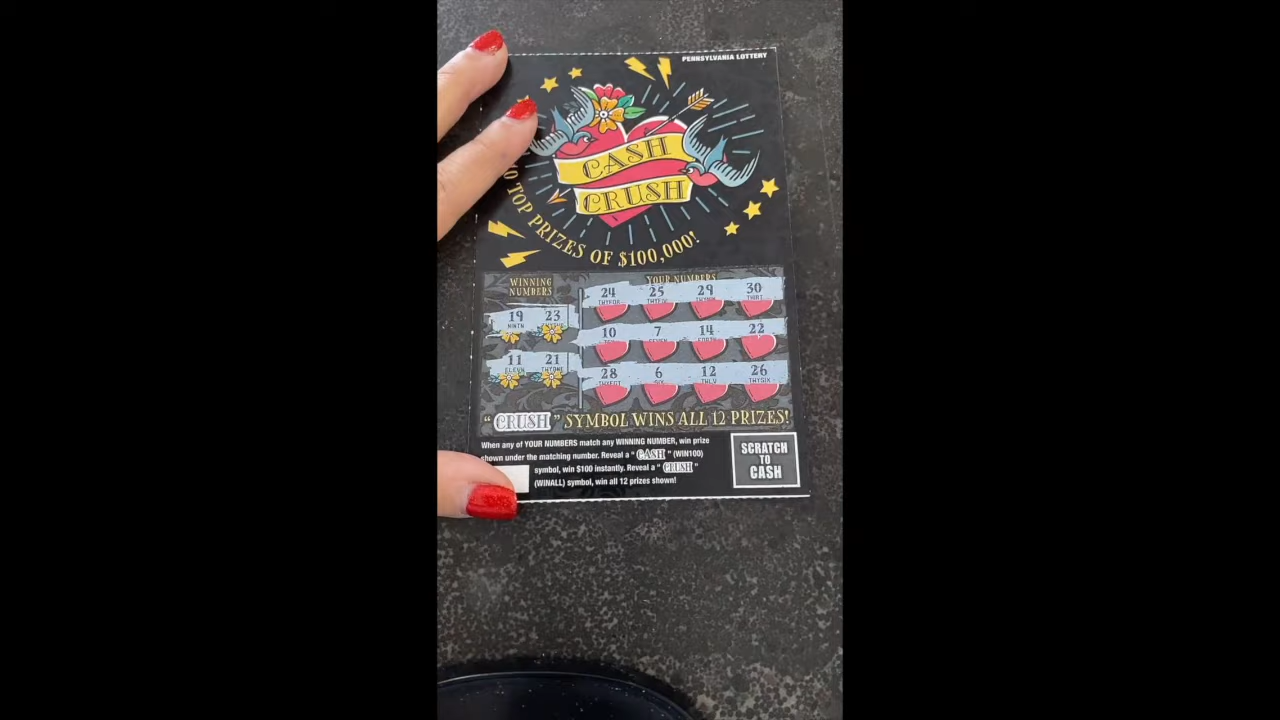 PENNSYLVANIA LOTTERY
CASH
CRUSH
TOP PRIZES OF $100,000!
WINNING
NUMBERS
YOUR NUMBERS
24 25 29 30
19 23
10 7 14 22
11 21
ELEVN
28 6 12 26
SIX TWLV
"CRUSH" SYMBOL WINS ALL 12 PRIZES!
When any of YOUR NUMBERS match any WINNING NUMBER, win prize
shown under the matching number. Reveal a "CASH" (WIN100)
symbol, win $100 instantly. Reveal a "CRUSH"
(WINALL) symbol, win all 12 prizes shown!
SCRATCH
TO
CASH